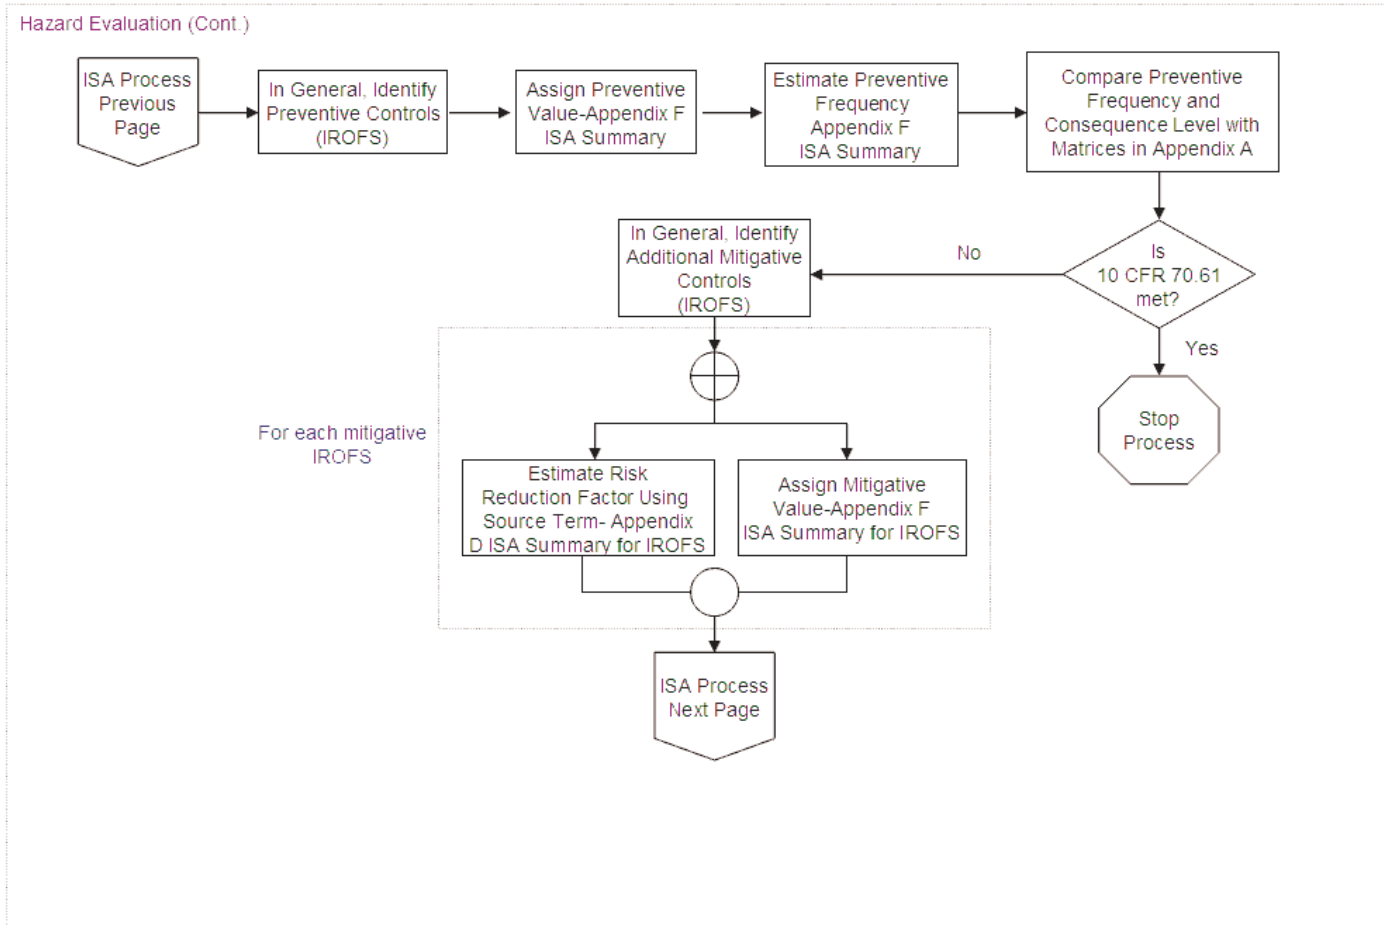 Hazard Evaluation (Cont.)
ISA Process
Previous
Page
In General, Identify
Preventive Controls
(IROFS)
Assign Preventive
Value-Appendix F
ISA Summary
Estimate Preventive
Frequency
Appendix F
ISA Summary
Compare Preventive
Frequency and
Consequence Level with
Matrices in Appendix A
In General, Identify
Additional Mitigative
Controls
(IROFS)
No
Is
10 CFR 70.61
met?
Yes
Stop
Process
For each mitigative
IROFS
Estimate Risk
Reduction Factor Using
Source Term- Appendix
D ISA Summary for IROFS
Assign Mitigative
Value-Appendix F
ISA Summary for IROFS
ISA Process
Next Page